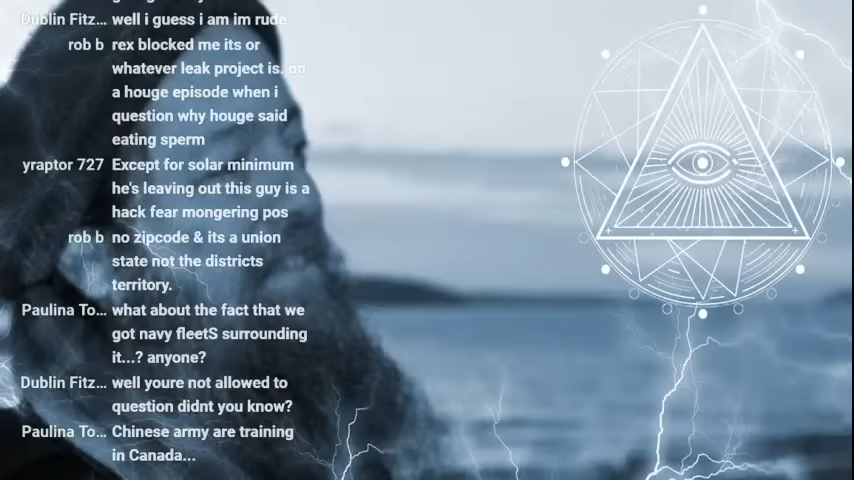 Dublin Fitz... well i guess i am im rude
rob b rex blocked me its or
whatever leak project is. on
a houge episode when i
question why houge said
eating sperm
yraptor 727 Except for solar minimum
he's leaving out this guy is a
hack fear mongering pos
rob b no zipcode & its a union
state not the districts
territory.
Paulina To... what about the fact that we
got navy fleetS surrounding
it...? anyone?
Dublin Fitz... well youre not allowed to
question didnt you know?
Paulina To... Chinese army are training
in Canada...